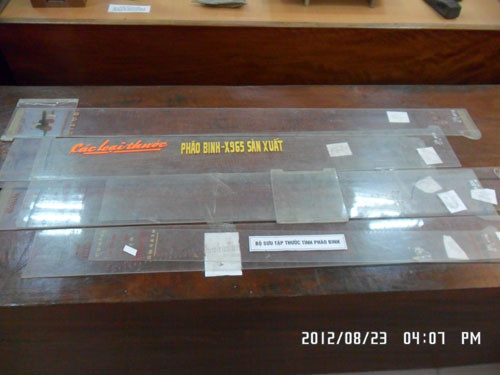 Các loại thước PHÁO BINH-X965 SẢN XUẤT
BỘ SƯU TẬP THƯỚC TÍNH PHÁO BINH
2012/08/23 04:07 PM